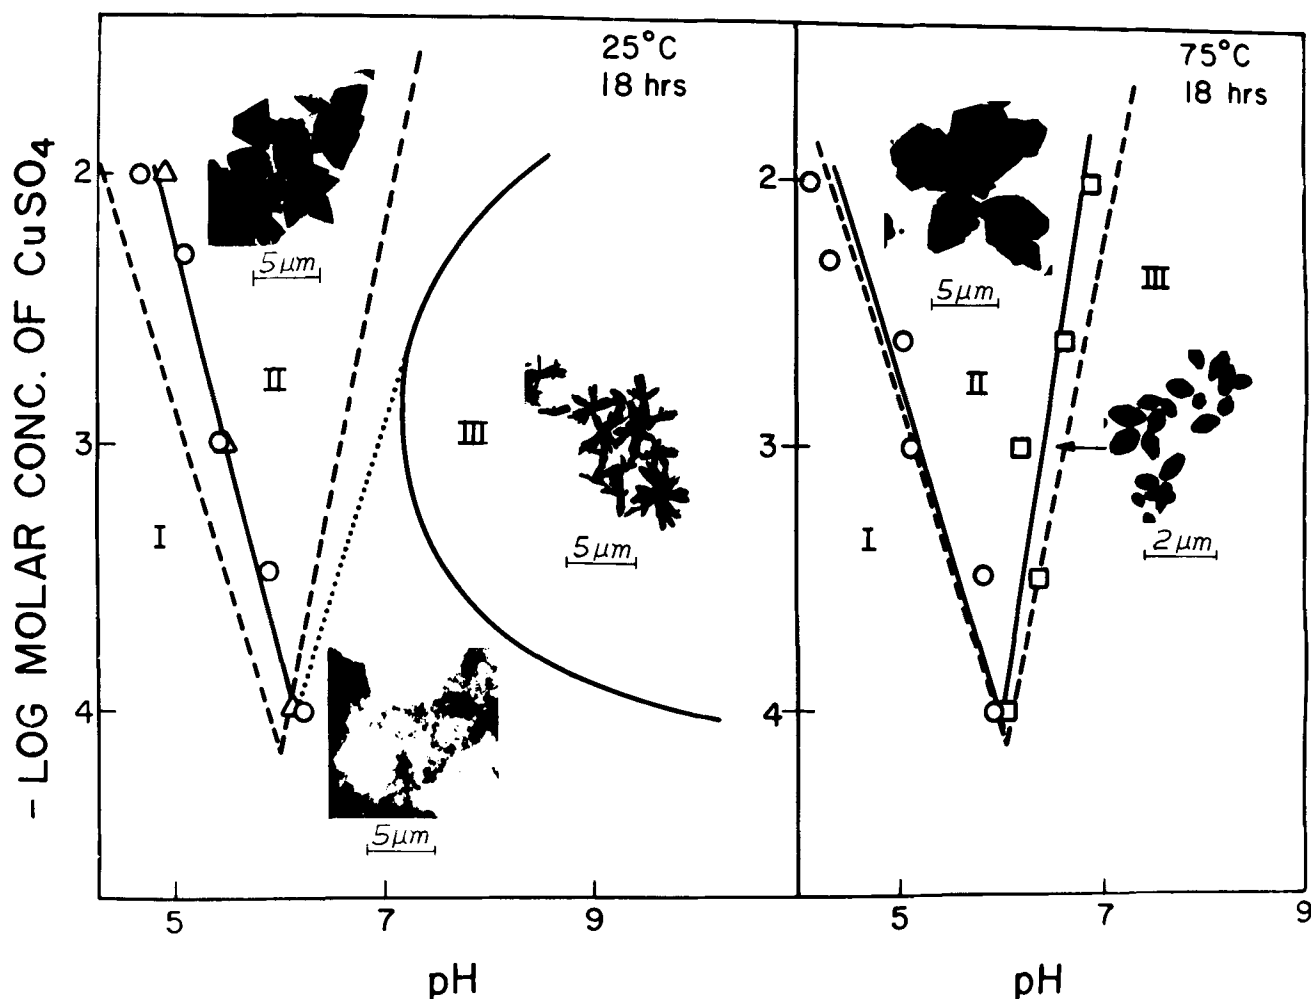 − LOG MOLAR CONC. OF CuSO4
25°C
18 hrs
2
3
4
5μm
II
I
III
5μm
5μm
5
7
9
pH
75°C
18 hrs
2
3
4
5μm
III
II
I
2μm
5
7
9
pH